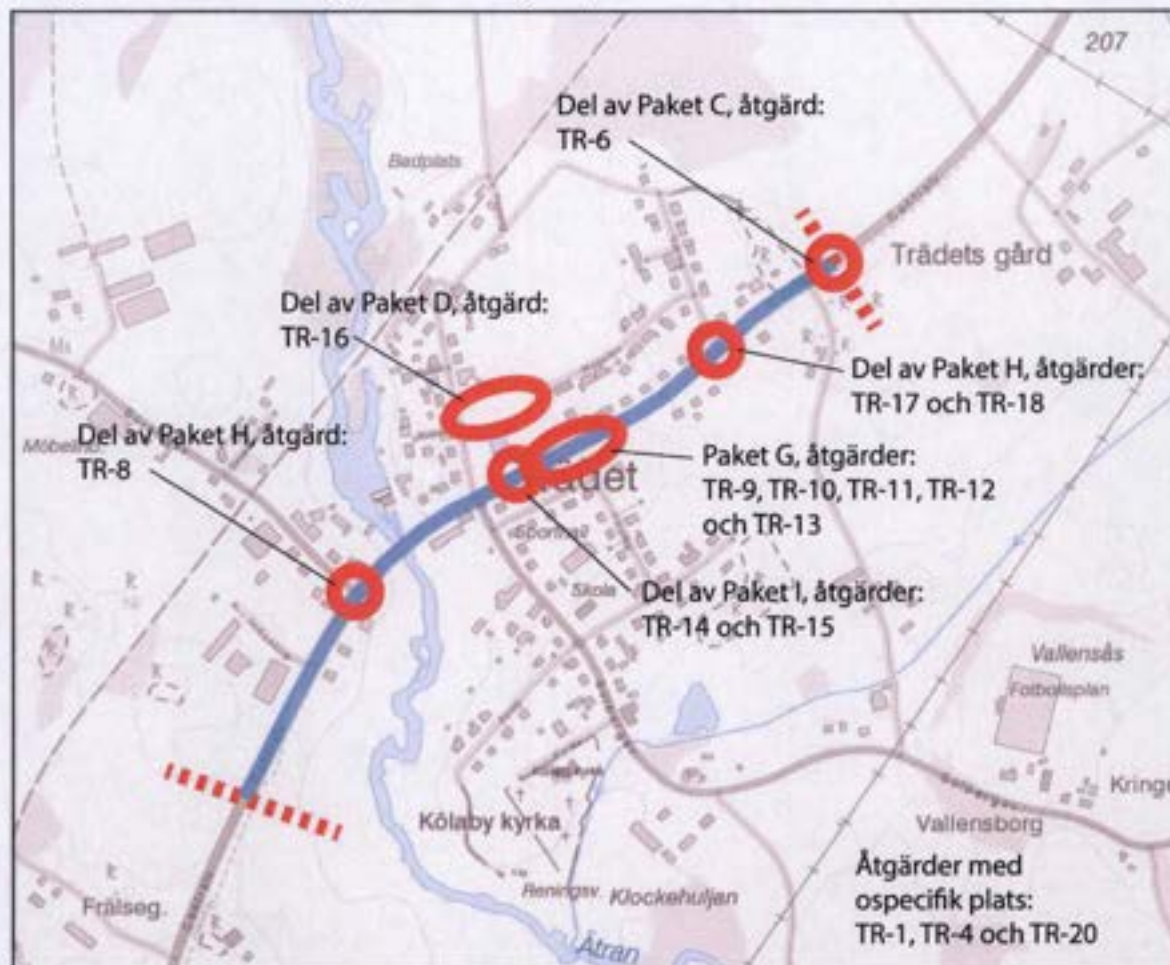 207
Del av Paket C, åtgärd:
TR-6
Badplats
Trädets gård
Del av Paket D, åtgärd:
TR-16
Del av Paket H, åtgärder:
TR-17 och TR-18
Del av Paket H, åtgärd:
TR-8
Paket G, åtgärder:
TR-9, TR-10, TR-11, TR-12
och TR-13
Skola
Del av Paket I, åtgärder:
TR-14 och TR-15
Vallensås
Fotbollsplan
Kölaby kyrka
Vallensborg
Reningsv.
Klockehuljan
Frälseg.
Ätran
Åtgärder med
ospecifik plats:
TR-1, TR-4 och TR-20